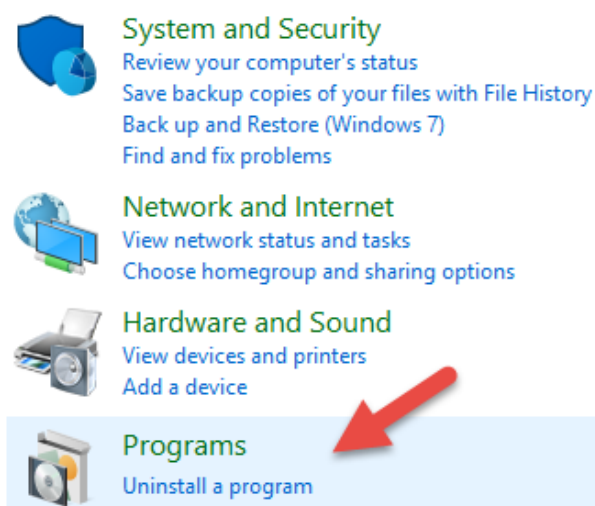 System and Security
Review your computer's status
Save backup copies of your files with File History
Back up and Restore (Windows 7)
Find and fix problems
Network and Internet
View network status and tasks
Choose homegroup and sharing options
Hardware and Sound
View devices and printers
Add a device
Programs
Uninstall a program